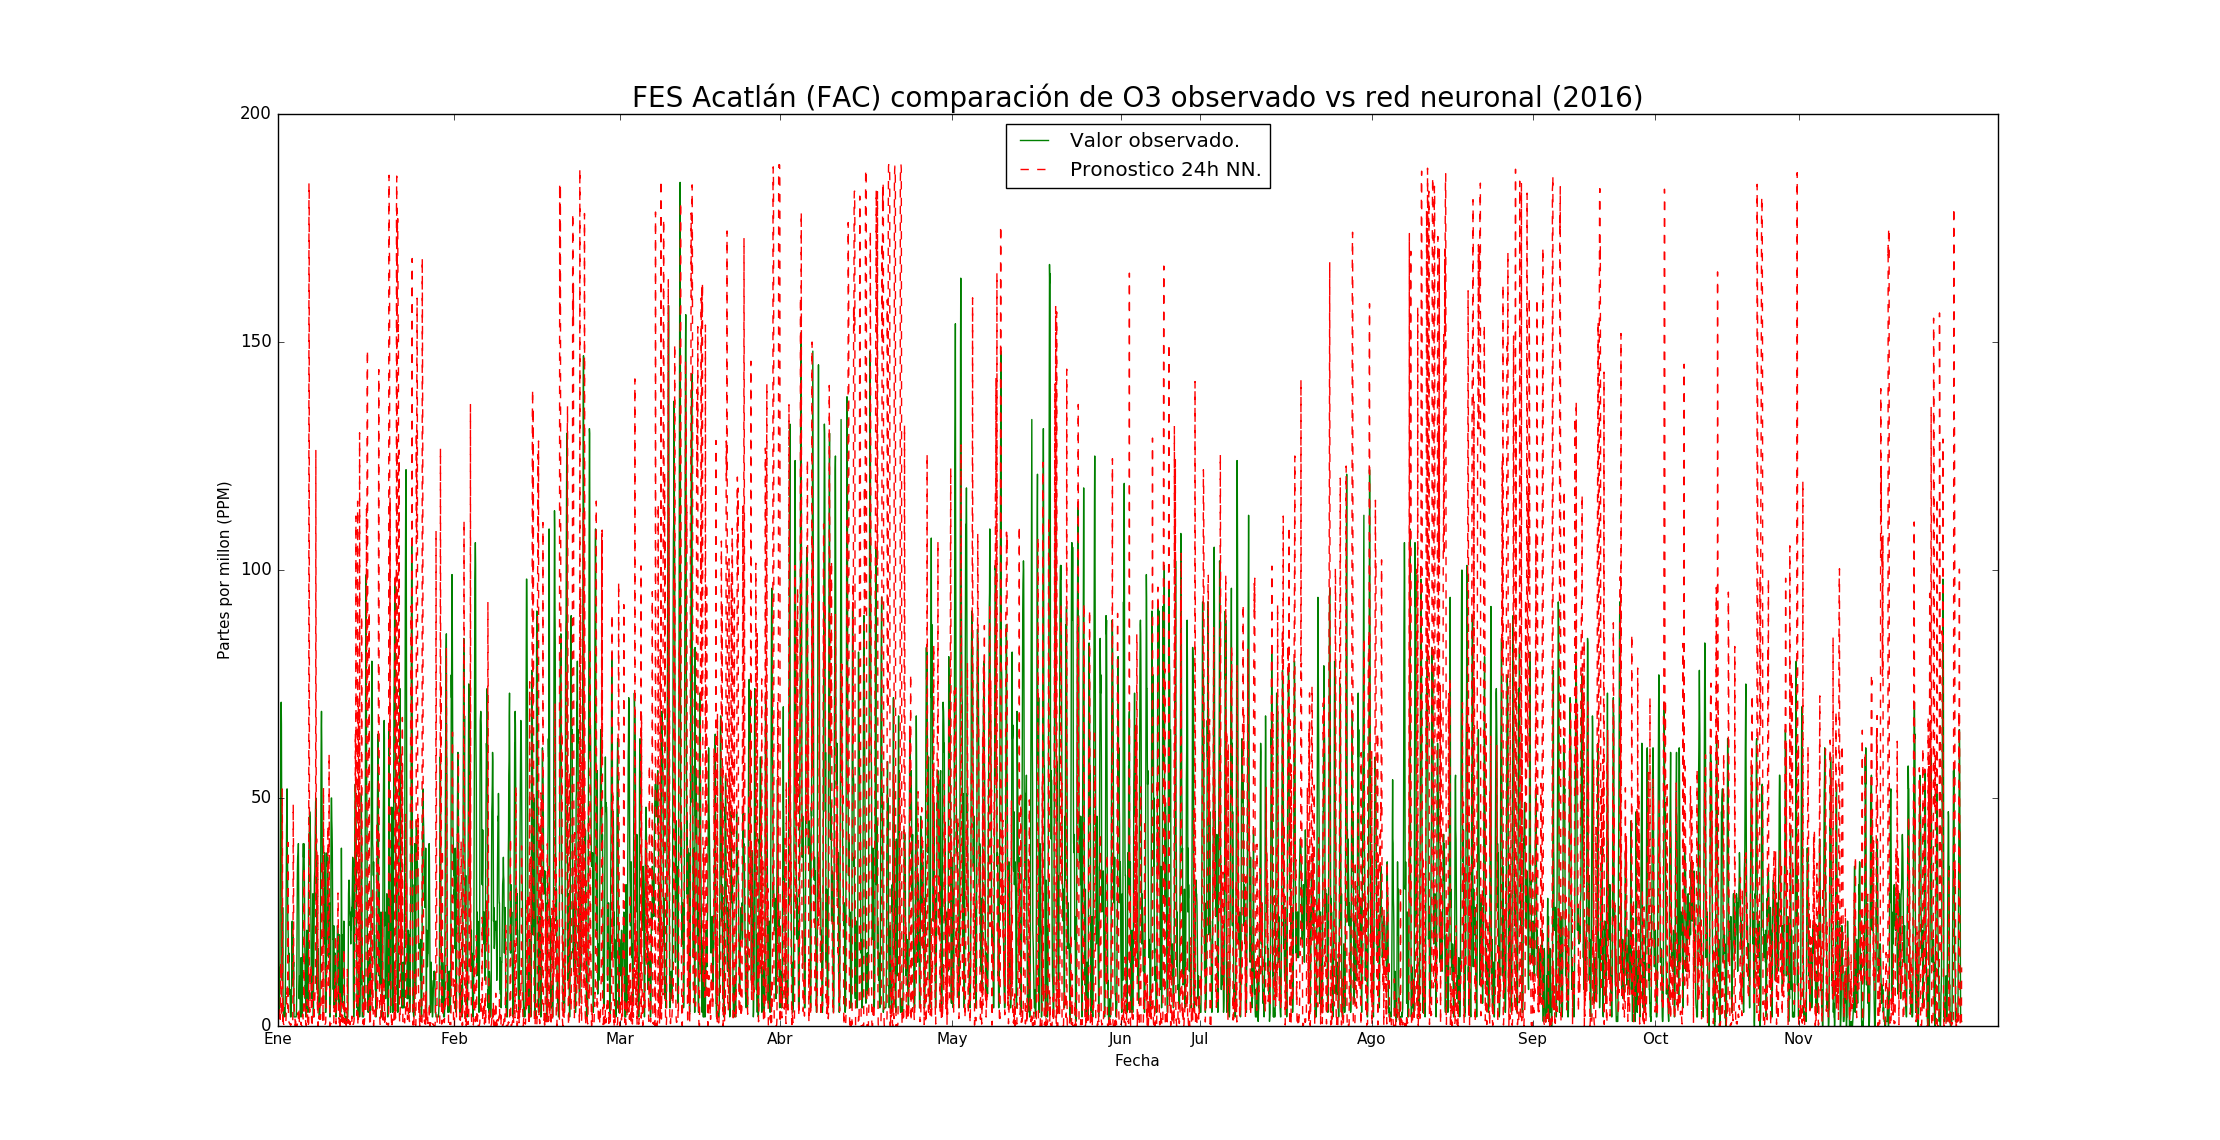 FES Acatlán (FAC) comparación de O3 observado vs red neuronal (2016)
Valor observado.
Pronostico 24h NN.
Partes por millon (PPM)
200
150
100
50
0
Ene Feb Mar Abr May Jun Jul Ago Sep Oct Nov
Fecha